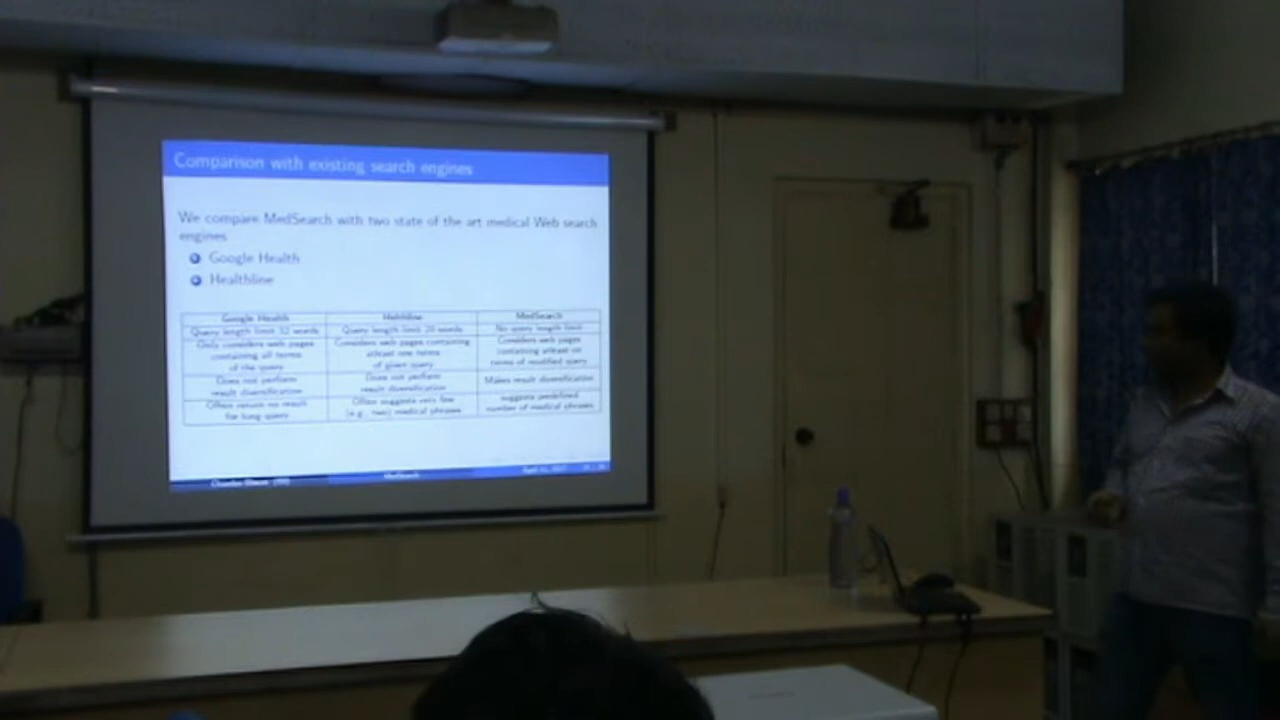 Comparison with existing search engines
We compare MedSearch with two state of the art medical Web search
engines
Google Health
Healthline
Google Health
Healthline
MedSearch
Query length limit 32 words
Query length limit 20 words
No query length limit
Only considers web pages
containing all terms
of the query
Considers web pages containing
atleast one terms
of given query
Considers web pages
containing atleast on
terms of modified query
Does not perform
result diversification
Does not perform
result diversification
Makes result diversification
Often return no result
for long query
Often suggests very few
(e.g., two) medical phrases
suggests predefined
number of medical phrases
MedSearch